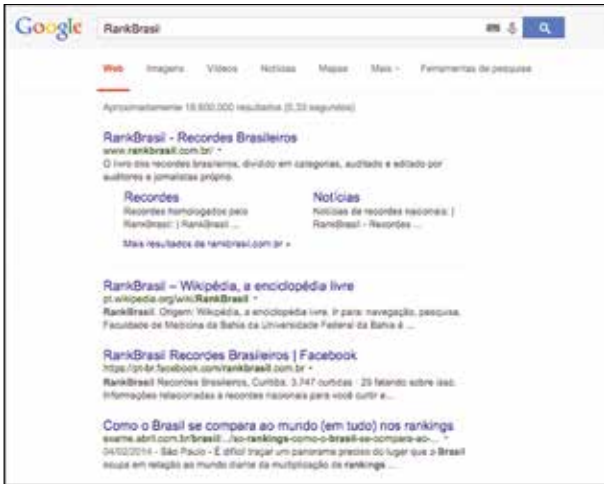 Google RankBrasil
Web Imagens Vídeos Notícias Mapas Mais Ferramentas de pesquisa
Aproximadamente resultados (0,33 segundos)
RankBrasil - Recordes Brasileiros
www.rankbrasil.com.br/
O livro dos recordes brasileiros, dividido em categorias, auditado e editado por
auditores e jornalistas próprio.
Recordes Notícias
Recordes homologados pelo Notícias de recordes nacionais: |
RankBrasil: | RankBrasil ... RankBrasil - Recordes ...
Mais resultados de rankbrasil.com.br »
RankBrasil – Wikipédia, a enciclopédia livre
pt.wikipedia.org/wiki/RankBrasil
RankBrasil. Origem: Wikipédia, a enciclopédia livre. Ir para: navegação, pesquisa.
Faculdade de Medicina da Bahia da Universidade Federal da Bahia é ...
RankBrasil Recordes Brasileiros | Facebook
https://pt-br.facebook.com/rankbrasil.com.br
RankBrasil Recordes Brasileiros, Curitiba. 3.747 curtidas · 29 falando sobre isso.
Informações relacionadas a recordes nacionais para você curtir e...
Como o Brasil se compara ao mundo (em tudo) nos rankings
exame.abril.com.br/brasil/.../so-rankings-como-o-brasil-se-compara-ao-...
04/02/2014 - São Paulo - É difícil traçar um panorama preciso do lugar que o Brasil
ocupa em relação ao mundo diante da multiplicação de rankings ...